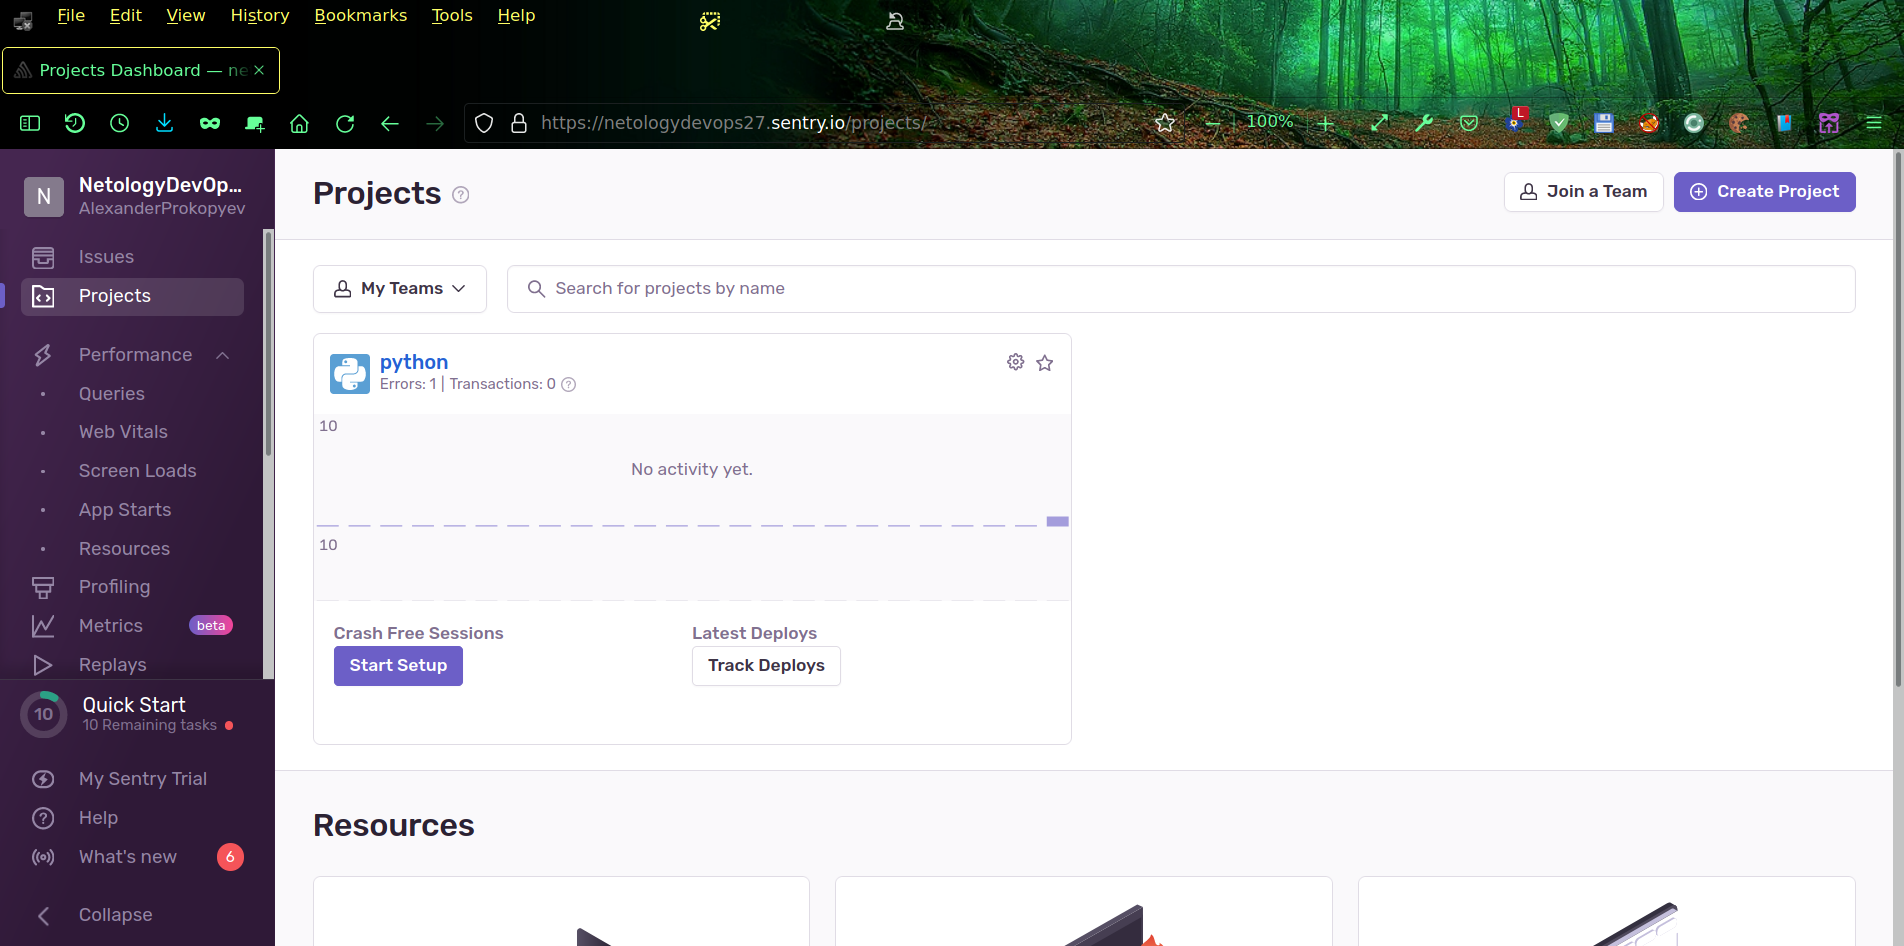 File Edit View History Bookmarks Tools Help
Projects Dashboard — ne
https://netologydevops27.sentry.io/projects/
100%
L
N
NetologyDevOp...
AlexanderProkopyev
Issues
Projects
Performance
Queries
Web Vitals
Screen Loads
App Starts
Resources
Profiling
Metrics beta
Replays
10
Quick Start
10 Remaining tasks
My Sentry Trial
Help
What's new 6
Collapse
Projects ?
Join a Team
Create Project
My Teams
Search for projects by name
python
Errors: 1 | Transactions: 0 ?
10
No activity yet.
10
Crash Free Sessions
Start Setup
Latest Deploys
Track Deploys
Resources